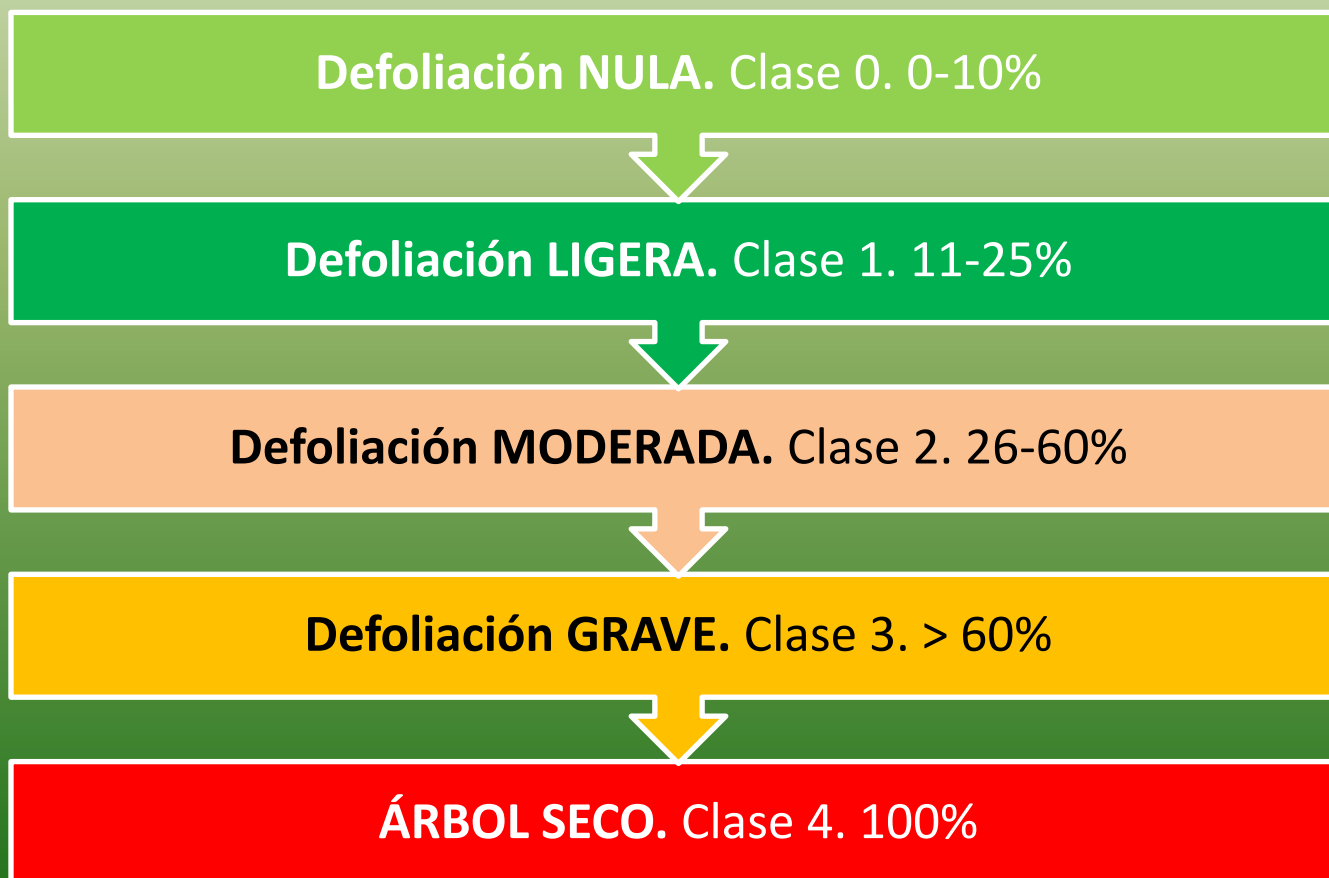 Defoliación NULA. Clase 0. 0-10%
Defoliación LIGERA. Clase 1. 11-25%
Defoliación MODERADA. Clase 2. 26-60%
Defoliación GRAVE. Clase 3. > 60%
ÁRBOL SECO. Clase 4. 100%